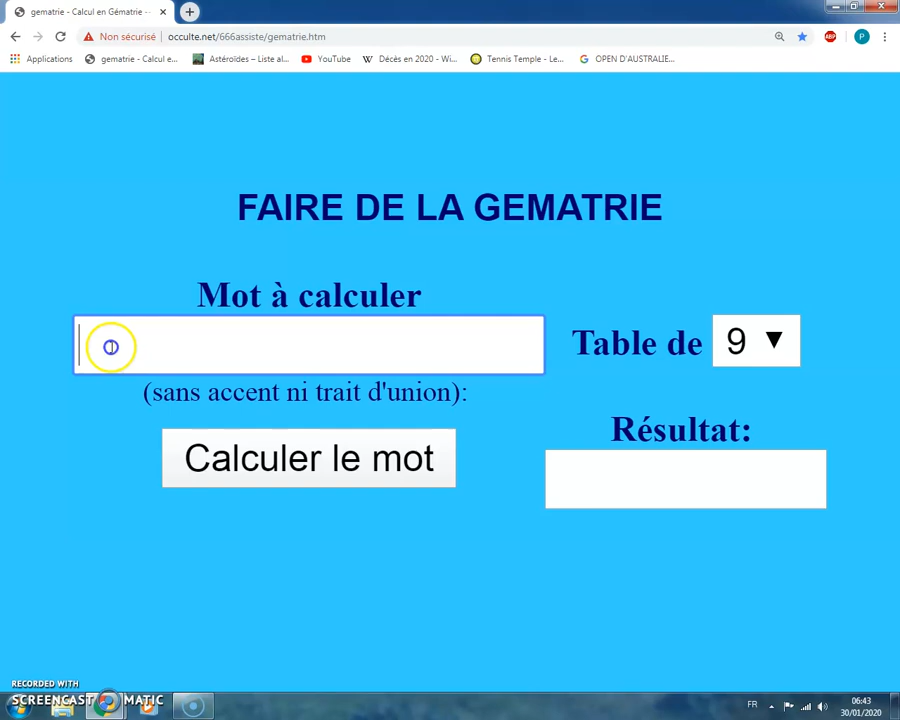 gematrie - Calcul en Gématrie -
Non sécurisé
occulte.net/666assiste/gematrie.htm
ABP
P
Applications
gematrie - Calcul e...
Astéroïdes – Liste al...
YouTube
W Décès en 2020 - Wi...
Tennis Temple - Le...
G OPEN D'AUSTRALIE...
FAIRE DE LA GEMATRIE
Mot à calculer
Table de 9
(sans accent ni trait d'union):
Résultat:
Calculer le mot
RECORDED WITH
SCREENCAST MATIC
FR
06:43
30/01/2020